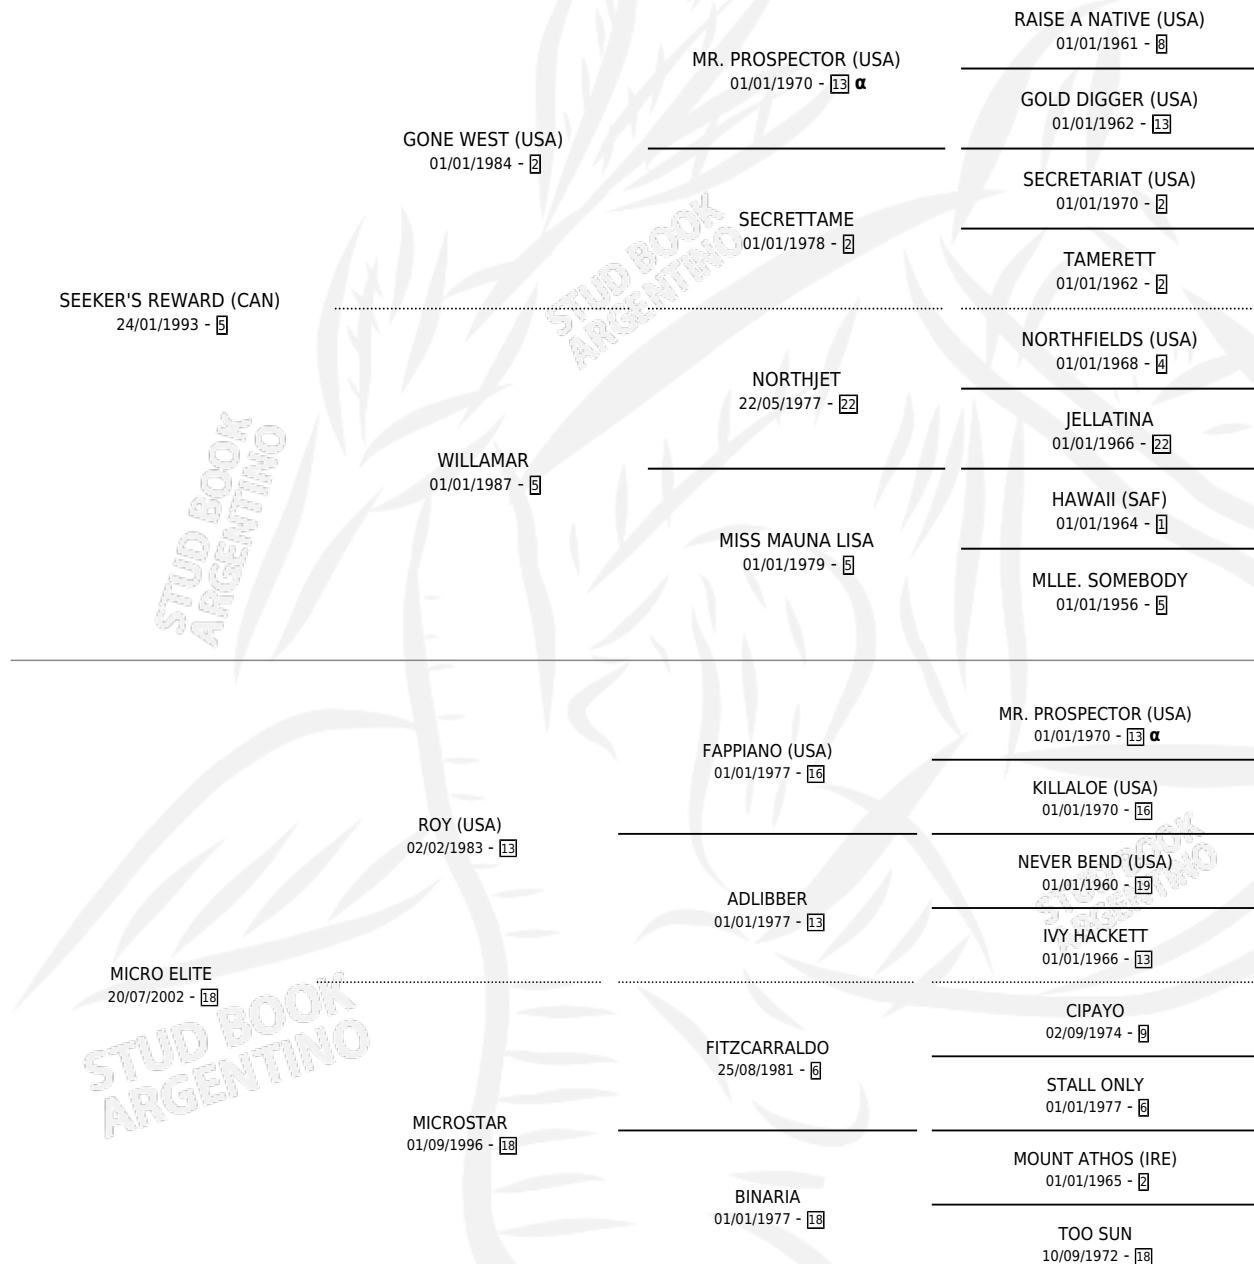 RAISE A NATIVE (USA)
01/01/1961 - 8
MR. PROSPECTOR (USA)
01/01/1970 - 13 α
GOLD DIGGER (USA)
01/01/1962 - 13
GONE WEST (USA)
01/01/1984 - 2
SECRETARIAT (USA)
01/01/1970 - 2
SECRETTAME
01/01/1978 - 2
TAMERETT
01/01/1962 - 2
SEEKER'S REWARD (CAN)
24/01/1993 - 5
STUD BOOK
ARGENTINO
NORTHFIELDS (USA)
01/01/1968 - 4
NORTHJET
22/05/1977 - 22
JELLATINA
01/01/1966 - 22
WILLAMAR
01/01/1987 - 5
HAWAII (SAF)
01/01/1964 - 1
MISS MAUNA LISA
01/01/1979 - 5
MLLE. SOMEBODY
01/01/1956 - 5
STUD BOOK
ARGENTINO
MR. PROSPECTOR (USA)
01/01/1970 - 13 α
FAPPIANO (USA)
01/01/1977 - 16
KILLALOE (USA)
01/01/1970 - 16
ROY (USA)
02/02/1983 - 13
NEVER BEND (USA)
01/01/1960 - 19
ADLIBBER
01/01/1977 - 13
IVY HACKETT
01/01/1966 - 13
STUD BOOK
ARGENTINO
MICRO ELITE
20/07/2002 - 18
STUD BOOK
ARGENTINO
CIPAYO
02/09/1974 - 9
FITZCARRALDO
25/08/1981 - 6
STALL ONLY
01/01/1977 - 6
MICROSTAR
01/09/1996 - 18
MOUNT ATHOS (IRE)
01/01/1965 - 2
BINARIA
01/01/1977 - 18
TOO SUN
10/09/1972 - 18